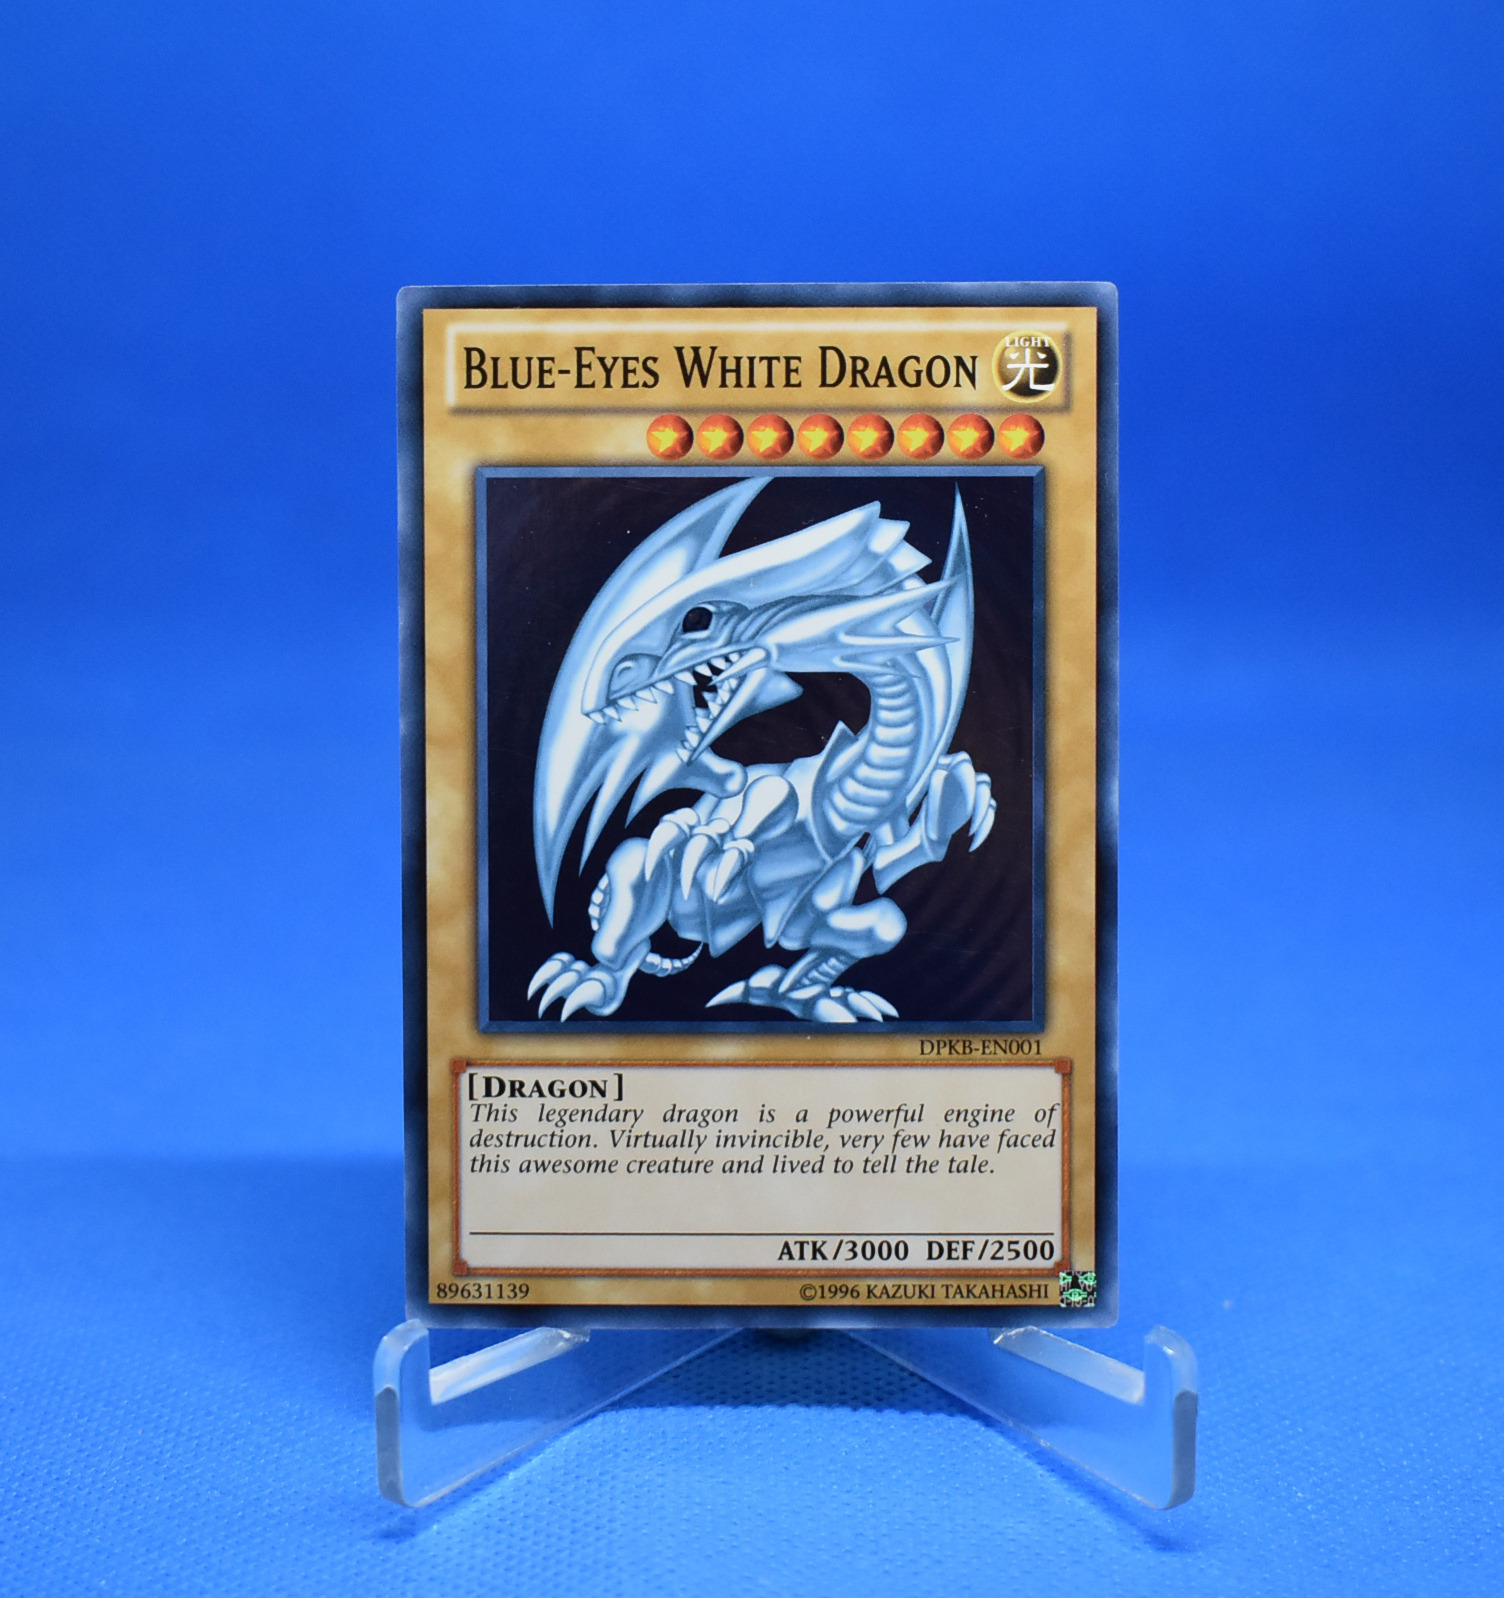 BLUE-EYES WHITE DRAGON
LIGHT
光
DPKB-EN001
[DRAGON]
This legendary dragon is a powerful engine of
destruction. Virtually invincible, very few have faced
this awesome creature and lived to tell the tale.
ATK/3000 DEF/2500
89631139
©1996 KAZUKI TAKAHASHI